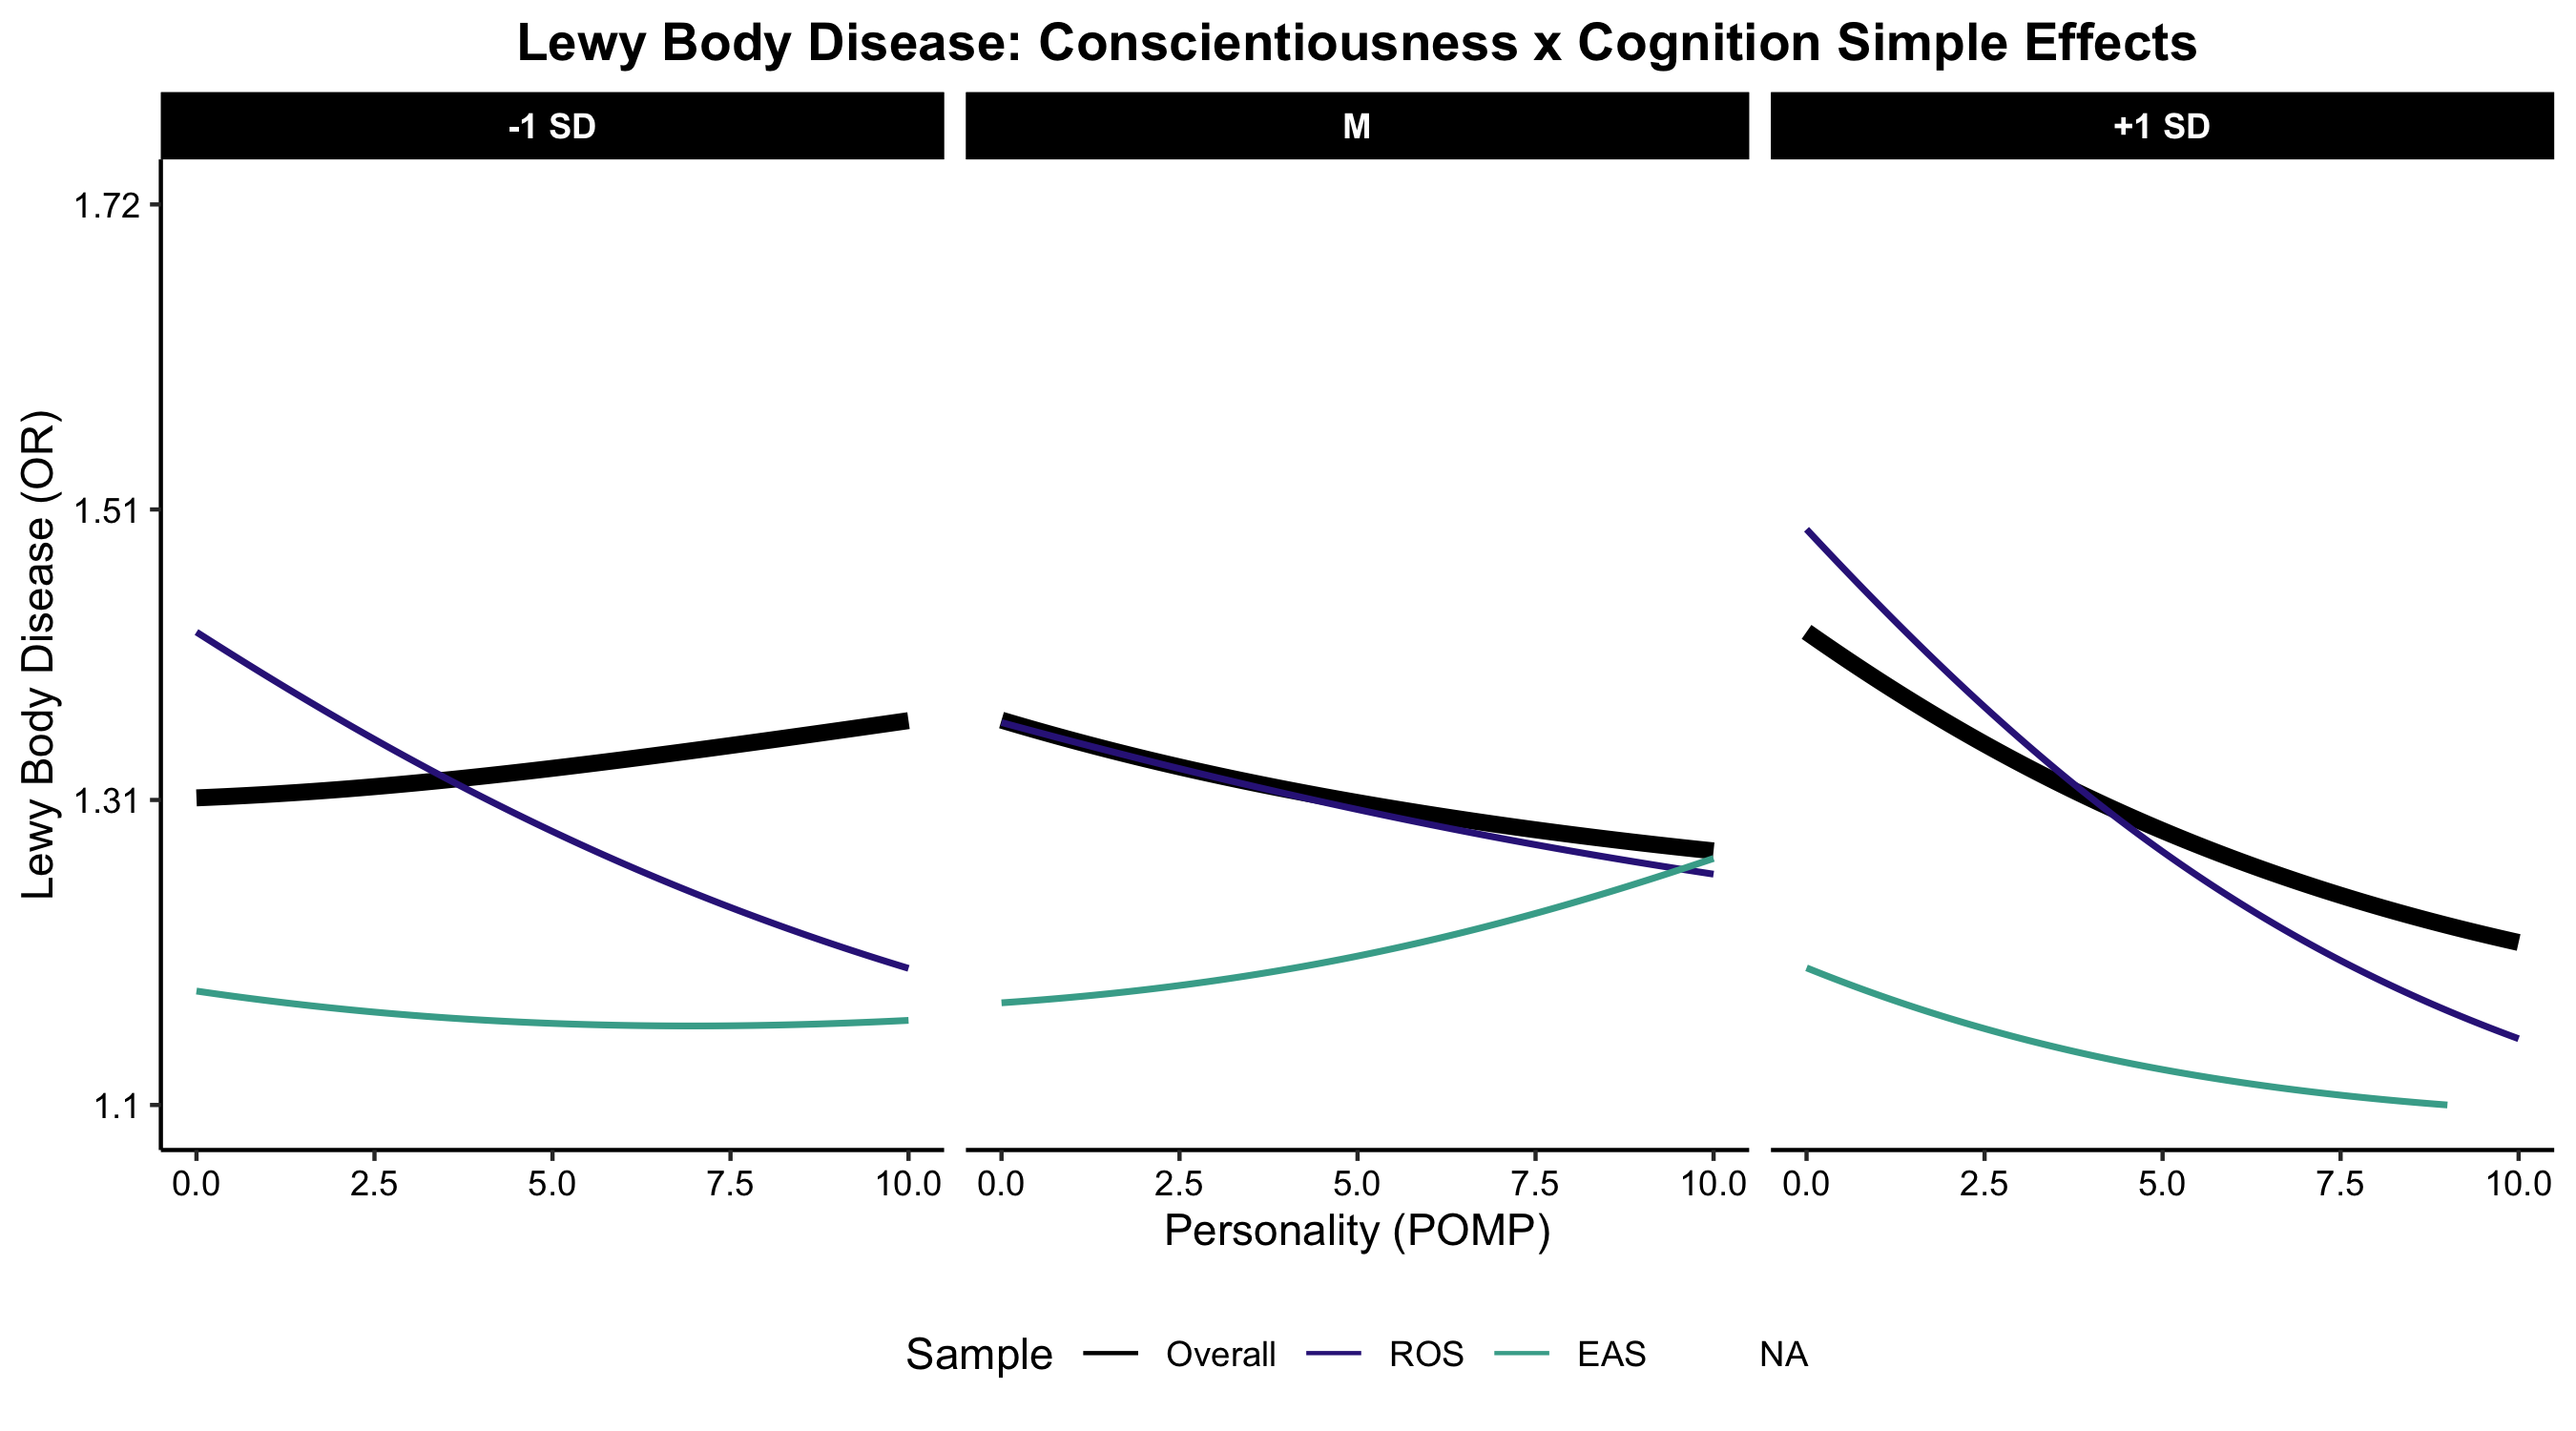 Lewy Body Disease: Conscientiousness x Cognition Simple Effects
-1 SD M +1 SD
Lewy Body Disease (OR)
1.72
1.51
1.31
1.1
0.0 2.5 5.0 7.5 10.0 0.0 2.5 5.0 7.5 10.0 0.0 2.5 5.0 7.5 10.0
Personality (POMP)
Sample Overall ROS EAS NA